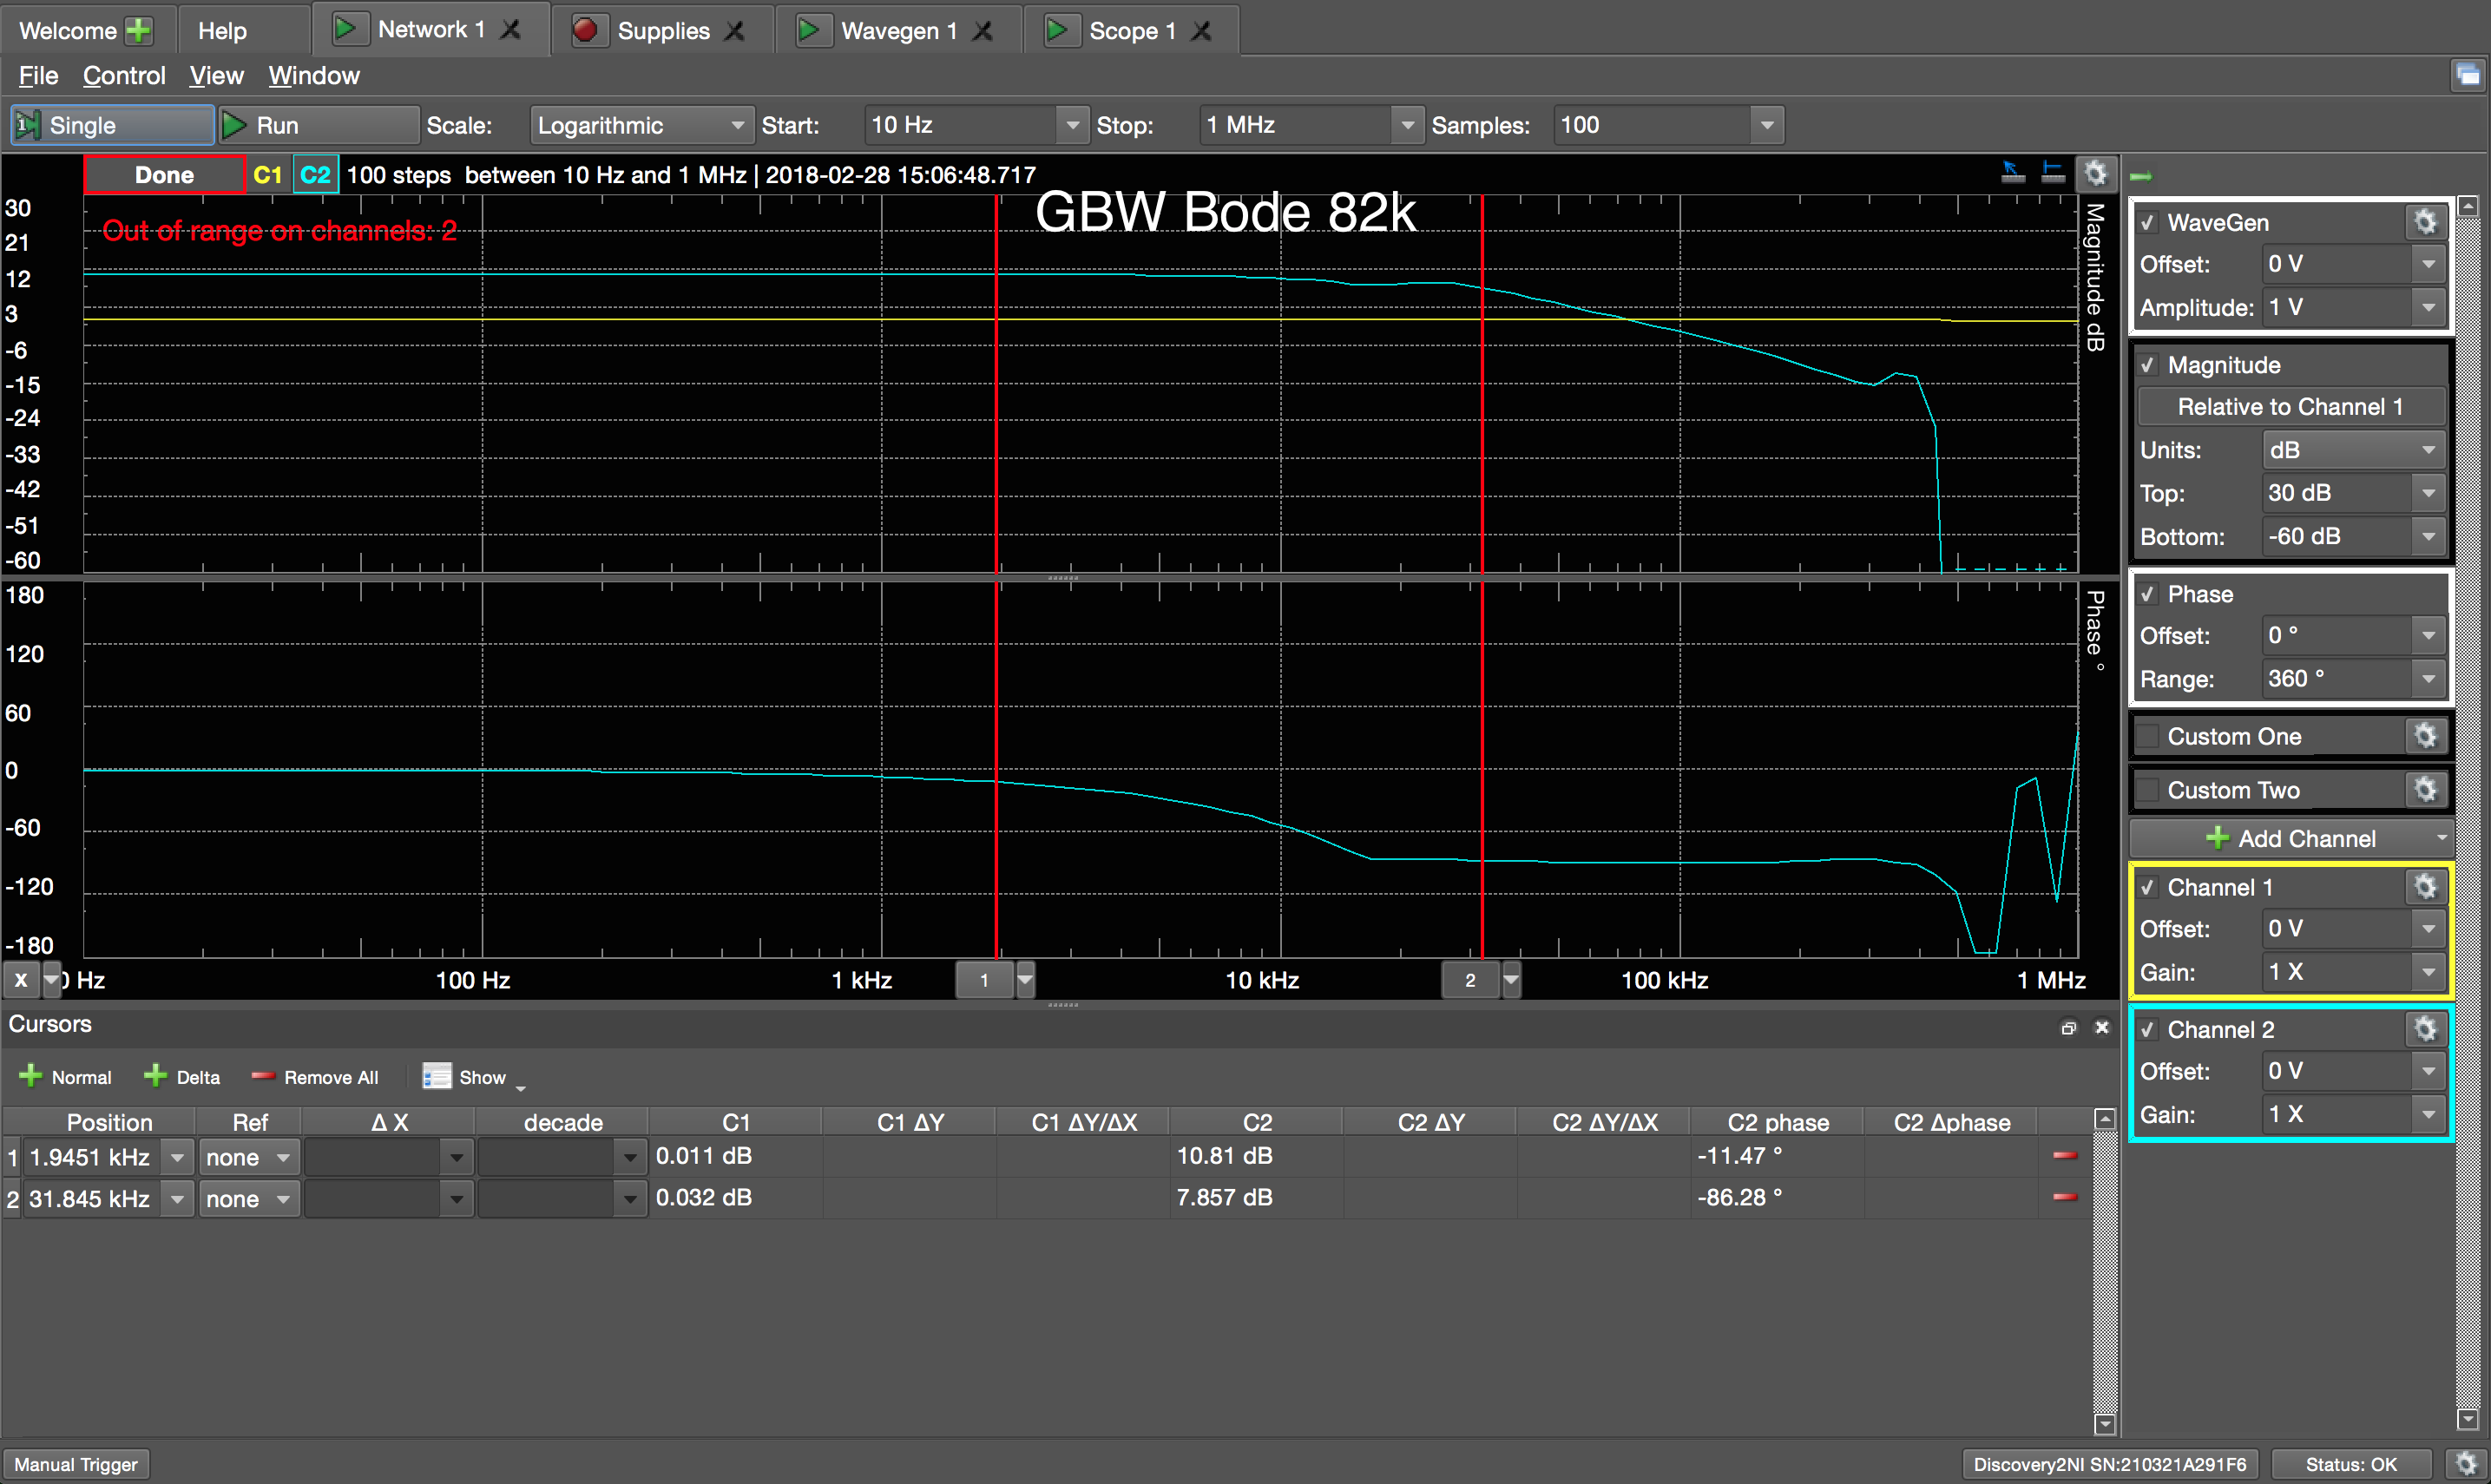 Welcome Help Network 1 Supplies Wavegen 1 Scope 1
File Control View Window
Single Run Scale: Logarithmic Start: 10 Hz Stop: 1 MHz Samples: 100
Done C1 C2 100 steps between 10 Hz and 1 MHz | 2018-02-28 15:06:48.717
GBW Bode 82k
Out of range on channels: 2
30
21
12
3
-6
-15
-24
-33
-42
-51
-60
Magnitude dB
180
120
60
0
-60
-120
-180
Phase °
X 0 Hz 100 Hz 1 kHz 1 10 kHz 2 100 kHz 1 MHz
WaveGen
Offset: 0 V
Amplitude: 1 V
Magnitude
Relative to Channel 1
Units: dB
Top: 30 dB
Bottom: -60 dB
Phase
Offset: 0 °
Range: 360 °
Custom One
Custom Two
Add Channel
Channel 1
Offset: 0 V
Gain: 1 X
Channel 2
Offset: 0 V
Gain: 1 X
Cursors
Normal Delta Remove All Show
Position Ref Δ X decade C1 C1 ΔY C1 ΔY/ΔX C2 C2 ΔY C2 ΔY/ΔX C2 phase C2 Δphase
1 1.9451 kHz none 0.011 dB 10.81 dB -11.47 °
2 31.845 kHz none 0.032 dB 7.857 dB -86.28 °
Manual Trigger Discovery2NI SN:210321A291F6 Status: OK